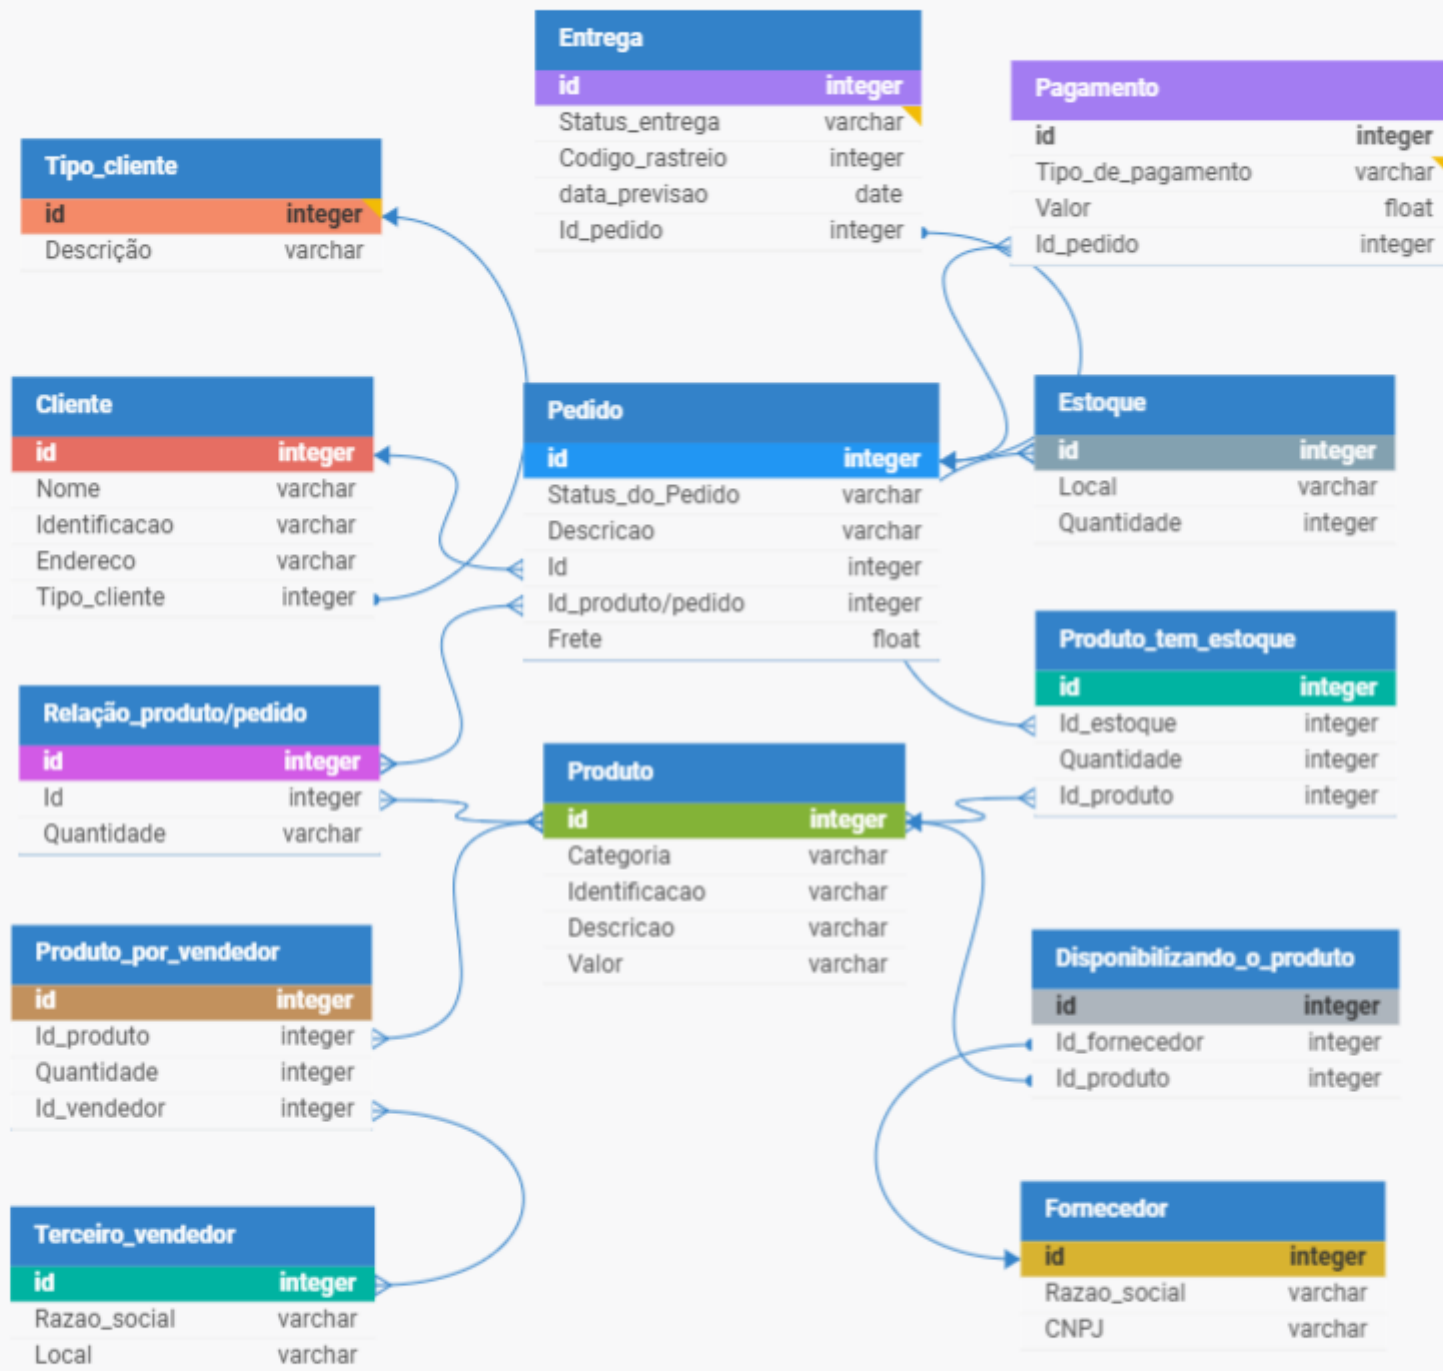 Entrega
id integer
Status_entrega varchar
Codigo_rastreio integer
data_previsao date
Id_pedido integer
Pagamento
id integer
Tipo_de_pagamento varchar
Valor float
Id_pedido integer
Tipo_cliente
id integer
Descrição varchar
Cliente
id integer
Nome varchar
Identificacao varchar
Endereco varchar
Tipo_cliente integer
Pedido
id integer
Status_do_Pedido varchar
Descricao varchar
Id integer
Id_produto/pedido integer
Frete float
Estoque
id integer
Local varchar
Quantidade integer
Produto_tem_estoque
id integer
Id_estoque integer
Quantidade integer
Id_produto integer
Relação_produto/pedido
id integer
Id integer
Quantidade varchar
Produto
id integer
Categoria varchar
Identificacao varchar
Descricao varchar
Valor varchar
Produto_por_vendedor
id integer
Id_produto integer
Quantidade integer
Id_vendedor integer
Disponibilizando_o_produto
id integer
Id_fornecedor integer
Id_produto integer
Terceiro_vendedor
id integer
Razao_social varchar
Local varchar
Fornecedor
id integer
Razao_social varchar
CNPJ varchar